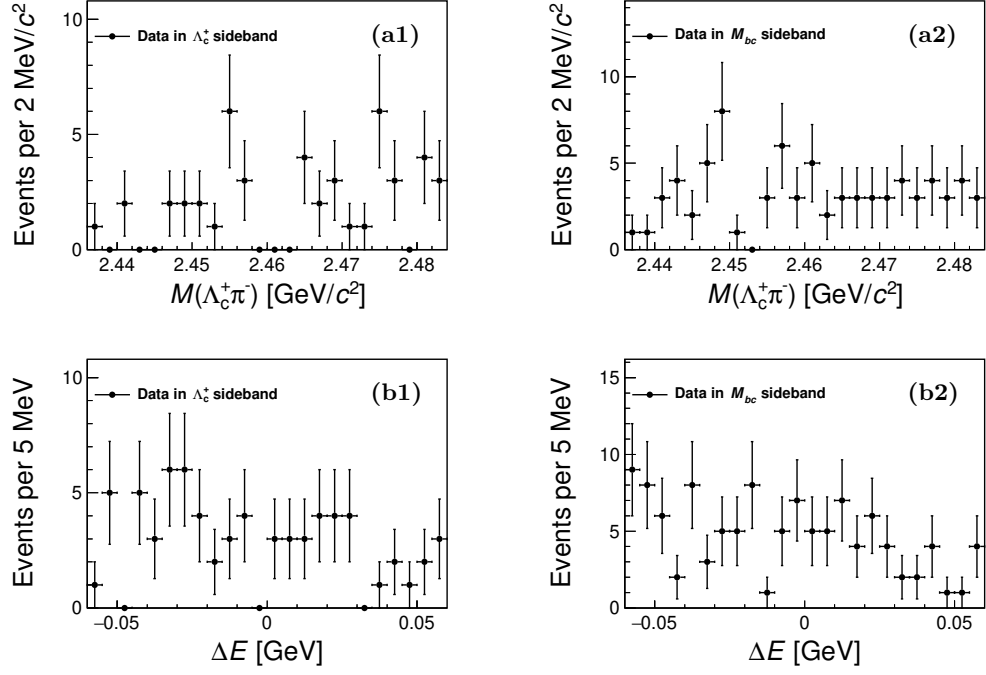 Events per 2 MeV/c²
10
5
0
Data in Λc⁺ sideband
(a1)
2.44 2.45 2.46 2.47 2.48
M(Λc⁺π⁻) [GeV/c²]
Events per 2 MeV/c²
10
5
0
Data in Mbc sideband
(a2)
2.44 2.45 2.46 2.47 2.48
M(Λc⁺π⁻) [GeV/c²]
Events per 5 MeV
10
5
0
Data in Λc⁺ sideband
(b1)
−0.05 0 0.05
ΔE [GeV]
Events per 5 MeV
15
10
5
0
Data in Mbc sideband
(b2)
−0.05 0 0.05
ΔE [GeV]